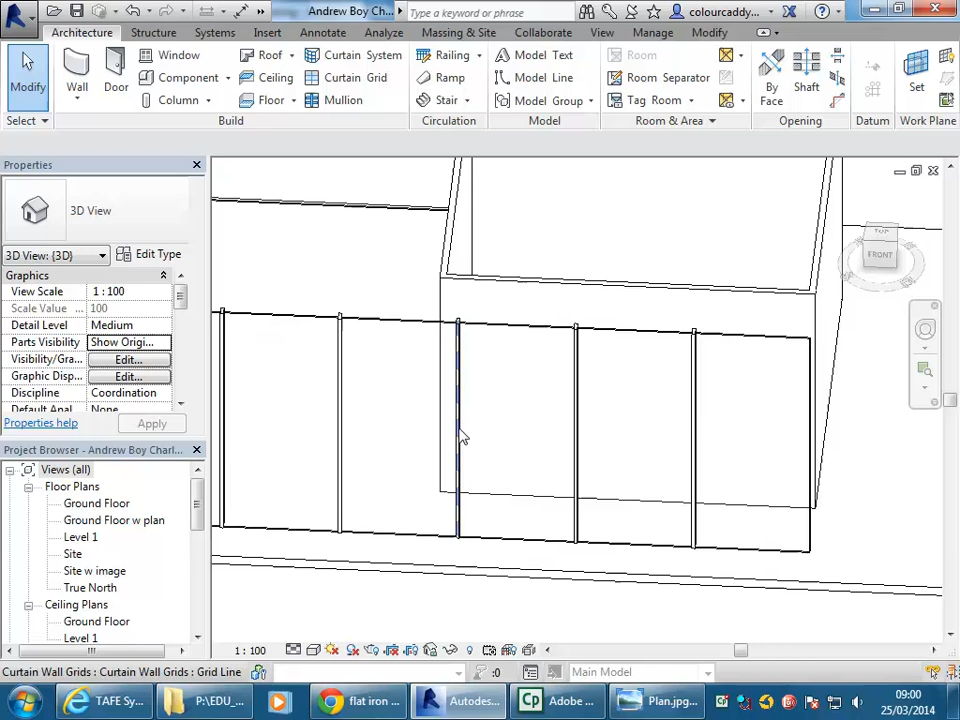 Andrew Boy Ch...
Type a keyword or phrase
colourcaddy...
Architecture Structure Systems Insert Annotate Analyze Massing & Site Collaborate View Manage Modify
Modify
Wall
Door
Window
Component
Column
Roof
Ceiling
Floor
Curtain System
Curtain Grid
Mullion
Railing
Ramp
Stair
Model Text
Model Line
Model Group
Room
Room Separator
Tag Room
By Face
Shaft
Set
Select Build Circulation Model Room & Area Opening Datum Work Plane
Properties
3D View
3D View: {3D} Edit Type
Graphics
View Scale 1 : 100
Scale Value ... 100
Detail Level Medium
Parts Visibility Show Origi...
Visibility/Gra... Edit...
Graphic Disp... Edit...
Discipline Coordination
Default Anal... None
Properties help Apply
Project Browser - Andrew Boy Charl...
Views (all)
Floor Plans
Ground Floor
Ground Floor w plan
Level 1
Site
Site w image
True North
Ceiling Plans
Ground Floor
Level 1
TOP
FRONT
1 : 100
Curtain Wall Grids : Curtain Wall Grids : Grid Line
:0
Main Model
TAFE Sy...
P:\EDU_...
flat iron ...
Autodes...
Cp
Adobe ...
Plan.jpg...
09:00
25/03/2014